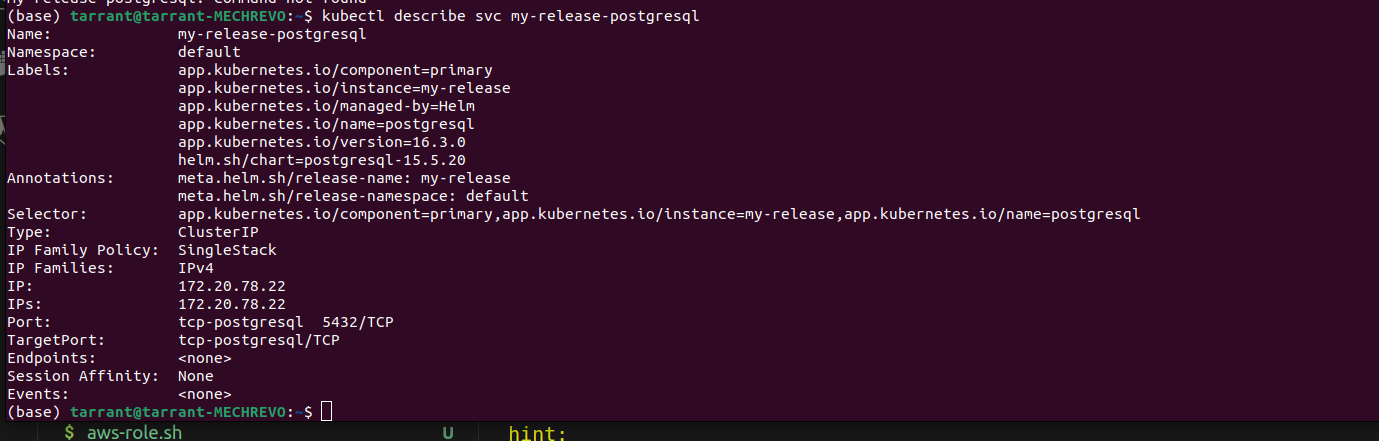 (base) tarrant@tarrant-MECHREVO:~$ kubectl describe svc my-release-postgresql
Name:              my-release-postgresql
Namespace:         default
Labels:            app.kubernetes.io/component=primary
                   app.kubernetes.io/instance=my-release
                   app.kubernetes.io/managed-by=Helm
                   app.kubernetes.io/name=postgresql
                   app.kubernetes.io/version=16.3.0
                   helm.sh/chart=postgresql-15.5.20
Annotations:       meta.helm.sh/release-name: my-release
                   meta.helm.sh/release-namespace: default
Selector:          app.kubernetes.io/component=primary,app.kubernetes.io/instance=my-release,app.kubernetes.io/name=postgresql
Type:              ClusterIP
IP Family Policy:  SingleStack
IP Families:       IPv4
IP:                172.20.78.22
IPs:               172.20.78.22
Port:              tcp-postgresql  5432/TCP
TargetPort:        tcp-postgresql/TCP
Endpoints:         <none>
Session Affinity:  None
Events:            <none>
(base) tarrant@tarrant-MECHREVO:~$
$ aws-role.sh U hint: